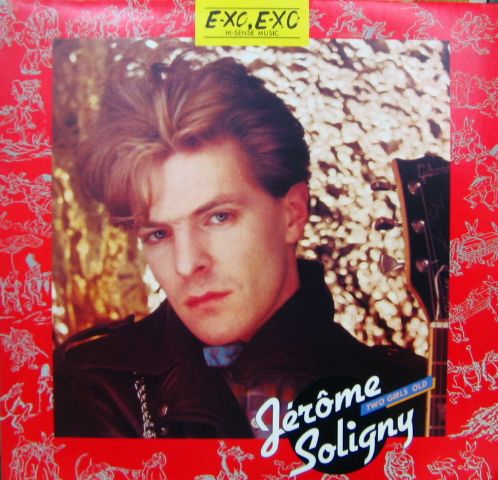 E-XO, E-XO
HI-SENSE MUSIC
Gibson
Jérôme
TWO GIRLS OLD
Soligny